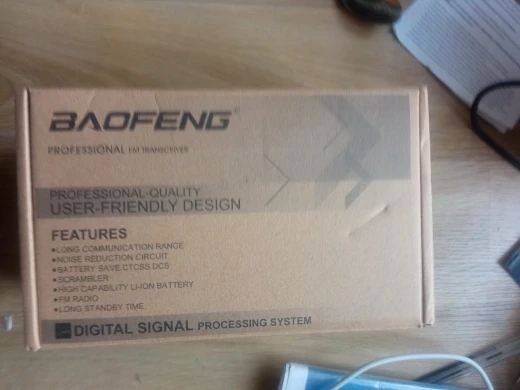 BAOFENG®
PROFESSIONAL FM TRANSCEIVER
PROFESSIONAL-QUALITY
USER-FRIENDLY DESIGN
FEATURES
●LONG COMMUNICATION RANGE
●NOISE REDUCTION CIRCUIT
●BATTERY SAVE.CTCSS.DCS
●SCRAMBLER
●HIGH CAPABILITY LI-ION BATTERY
●FM RADIO
●LONG STANDBY TIME
DIGITAL SIGNAL PROCESSING SYSTEM